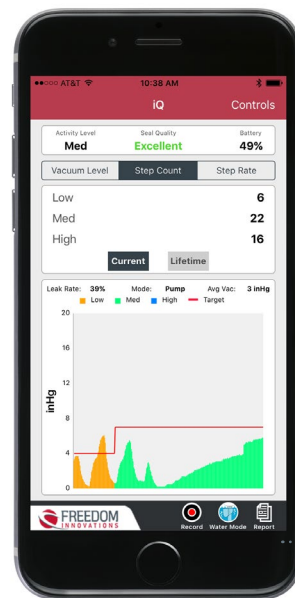 AT&T 10:38 AM
iQ Controls
Activity Level Seal Quality Battery
Med Excellent 49%
Vacuum Level Step Count Step Rate
Low 6
Med 22
High 16
Current Lifetime
Leak Rate: 39% Mode: Pump Avg Vac: 3 inHg
Low Med High Target
20
16
12
8
4
0
inHg
FREEDOM
INNOVATIONS
Record Water Mode Report